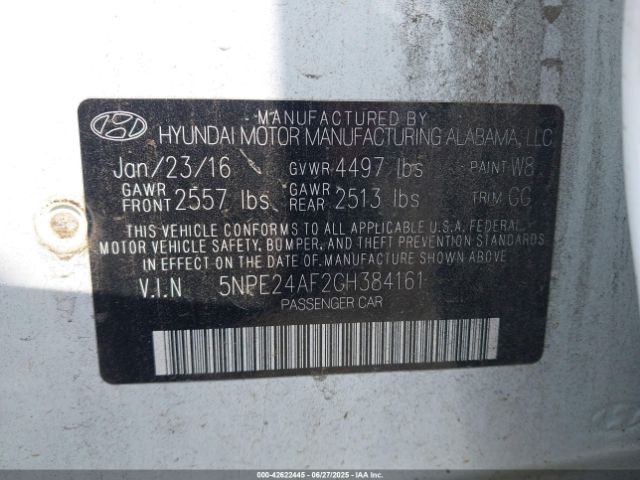 MANUFACTURED BY
HYUNDAI MOTOR MANUFACTURING ALABAMA, LLC
Jan/23/16 GVWR 4497 lbs PAINT W8
GAWR FRONT 2557 lbs GAWR REAR 2513 lbs TRIM GG
THIS VEHICLE CONFORMS TO ALL APPLICABLE U.S.A. FEDERAL
MOTOR VEHICLE SAFETY, BUMPER, AND THEFT PREVENTION STANDARDS
IN EFFECT ON THE DATE OF MANUFACTURE SHOWN ABOVE
V.I.N 5NPE24AF2GH384161
PASSENGER CAR
000-42622445 - 06/27/2025 - IAAI.COM